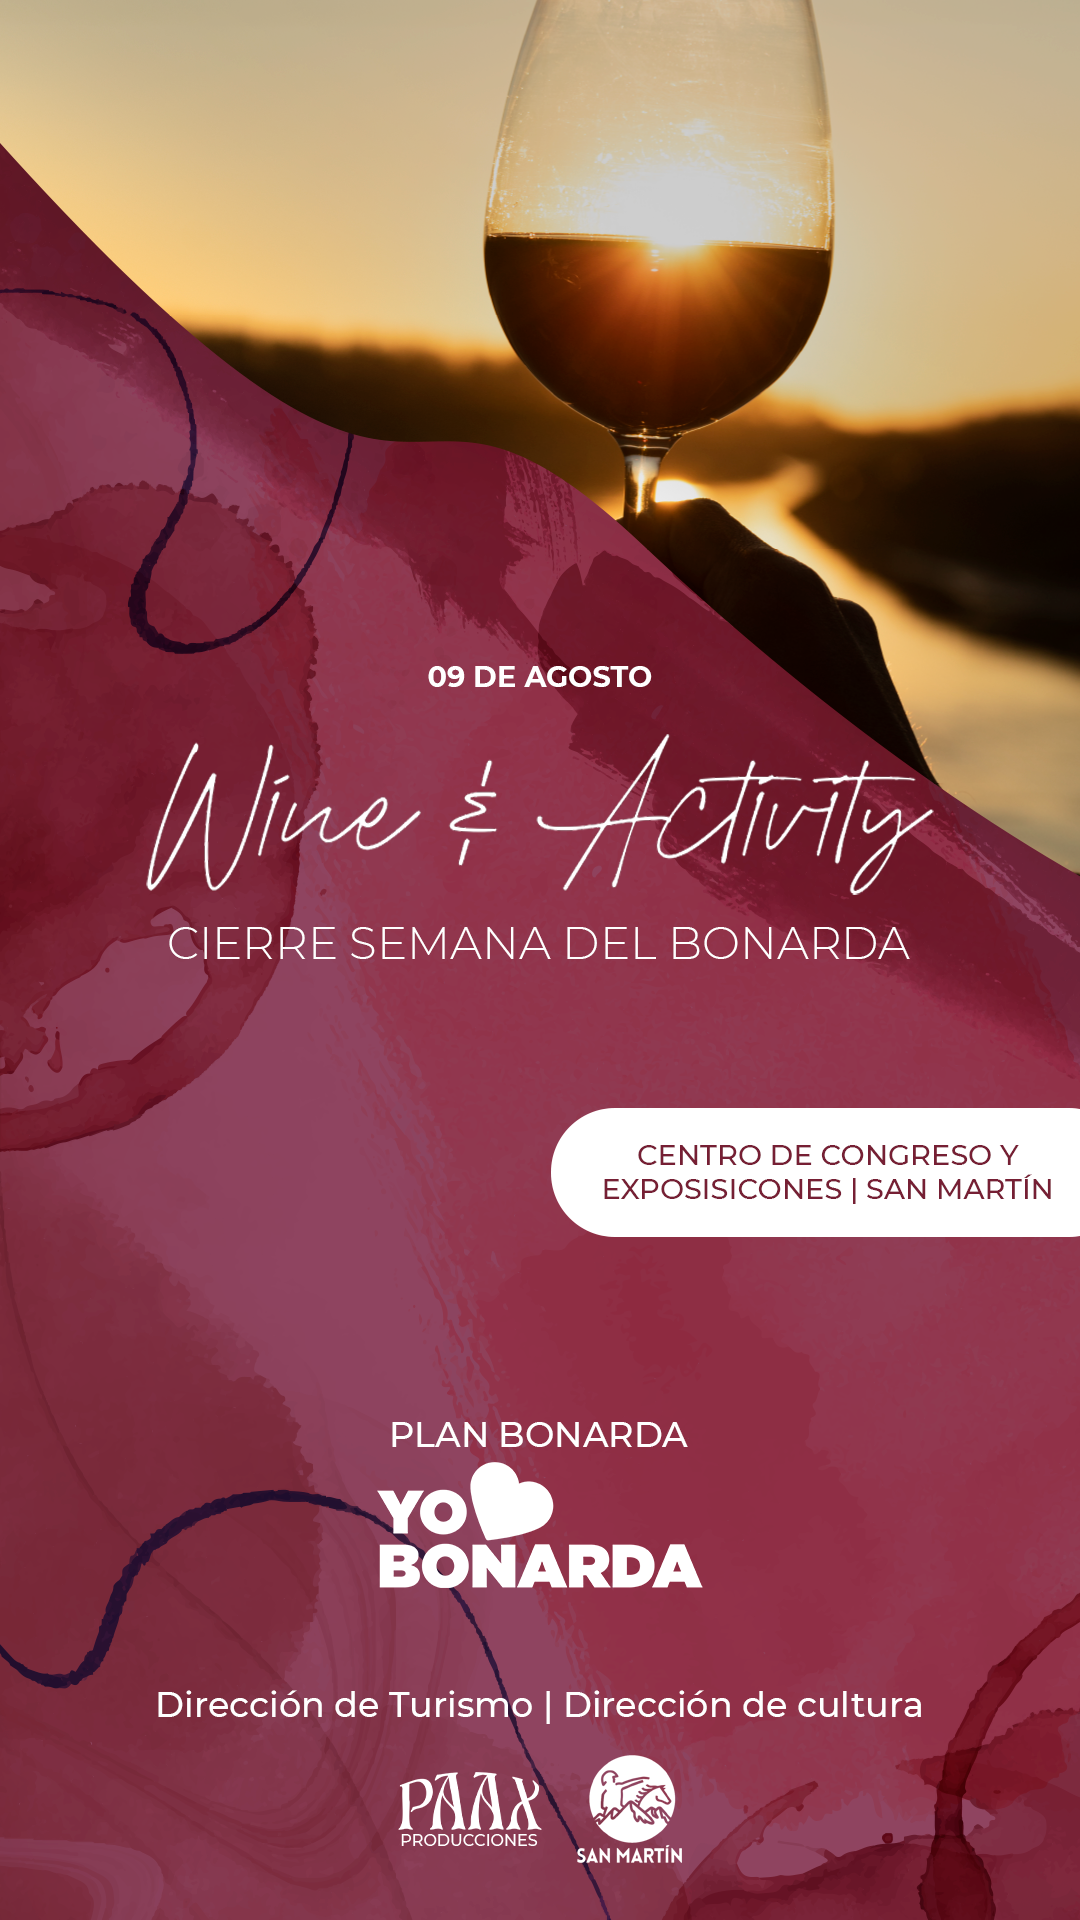 09 DE AGOSTO
Wine & Activity
CIERRE SEMANA DEL BONARDA
CENTRO DE CONGRESO Y
EXPOSISICONES | SAN MARTÍN
PLAN BONARDA
YO
BONARDA
Dirección de Turismo | Dirección de cultura
PAAX
PRODUCCIONES
SAN MARTÍN